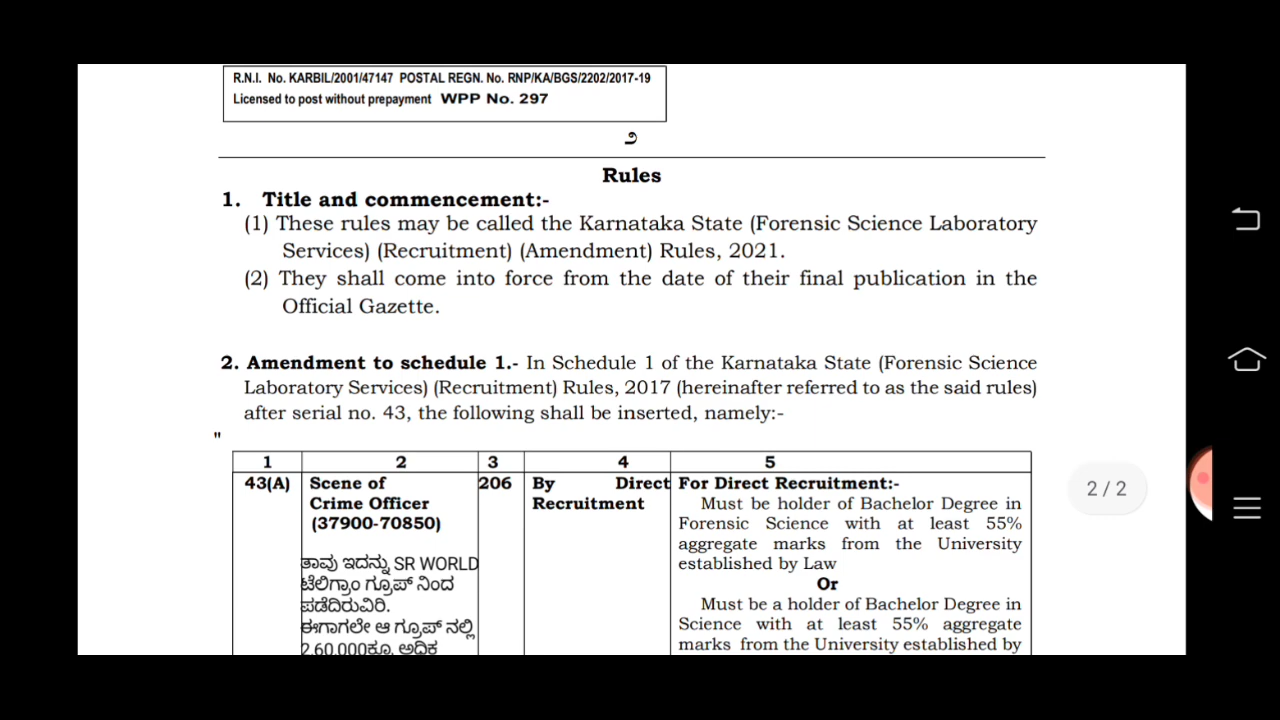 R.N.I. No. KARBIL/2001/47147 POSTAL REGN. No. RNP/KA/BGS/2202/2017-19
Licensed to post without prepayment WPP No. 297
೨
Rules
1. Title and commencement:-
(1) These rules may be called the Karnataka State (Forensic Science Laboratory
Services) (Recruitment) (Amendment) Rules, 2021.
(2) They shall come into force from the date of their final publication in the
Official Gazette.
2. Amendment to schedule 1.- In Schedule 1 of the Karnataka State (Forensic Science
Laboratory Services) (Recruitment) Rules, 2017 (hereinafter referred to as the said rules)
after serial no. 43, the following shall be inserted, namely:-
"
1 2 3 4 5
43(A) Scene of 206 By Direct For Direct Recruitment:-
Crime Officer Recruitment Must be holder of Bachelor Degree in
(37900-70850) Forensic Science with at least 55%
aggregate marks from the University
ತಾವು ಇದನ್ನು SR WORLD established by Law
ಟೆಲಿಗ್ರಾಂ ಗ್ರೂಪ್ ನಿಂದ Or
ಪಡೆದಿರುವಿರಿ. Must be a holder of Bachelor Degree in
ಈಗಾಗಲೇ ಆ ಗ್ರೂಪ್ ನಲ್ಲಿ Science with at least 55% aggregate
2,60,000ಕ್ಕೂ ಅಧಿಕ marks from the University established by
2 / 2